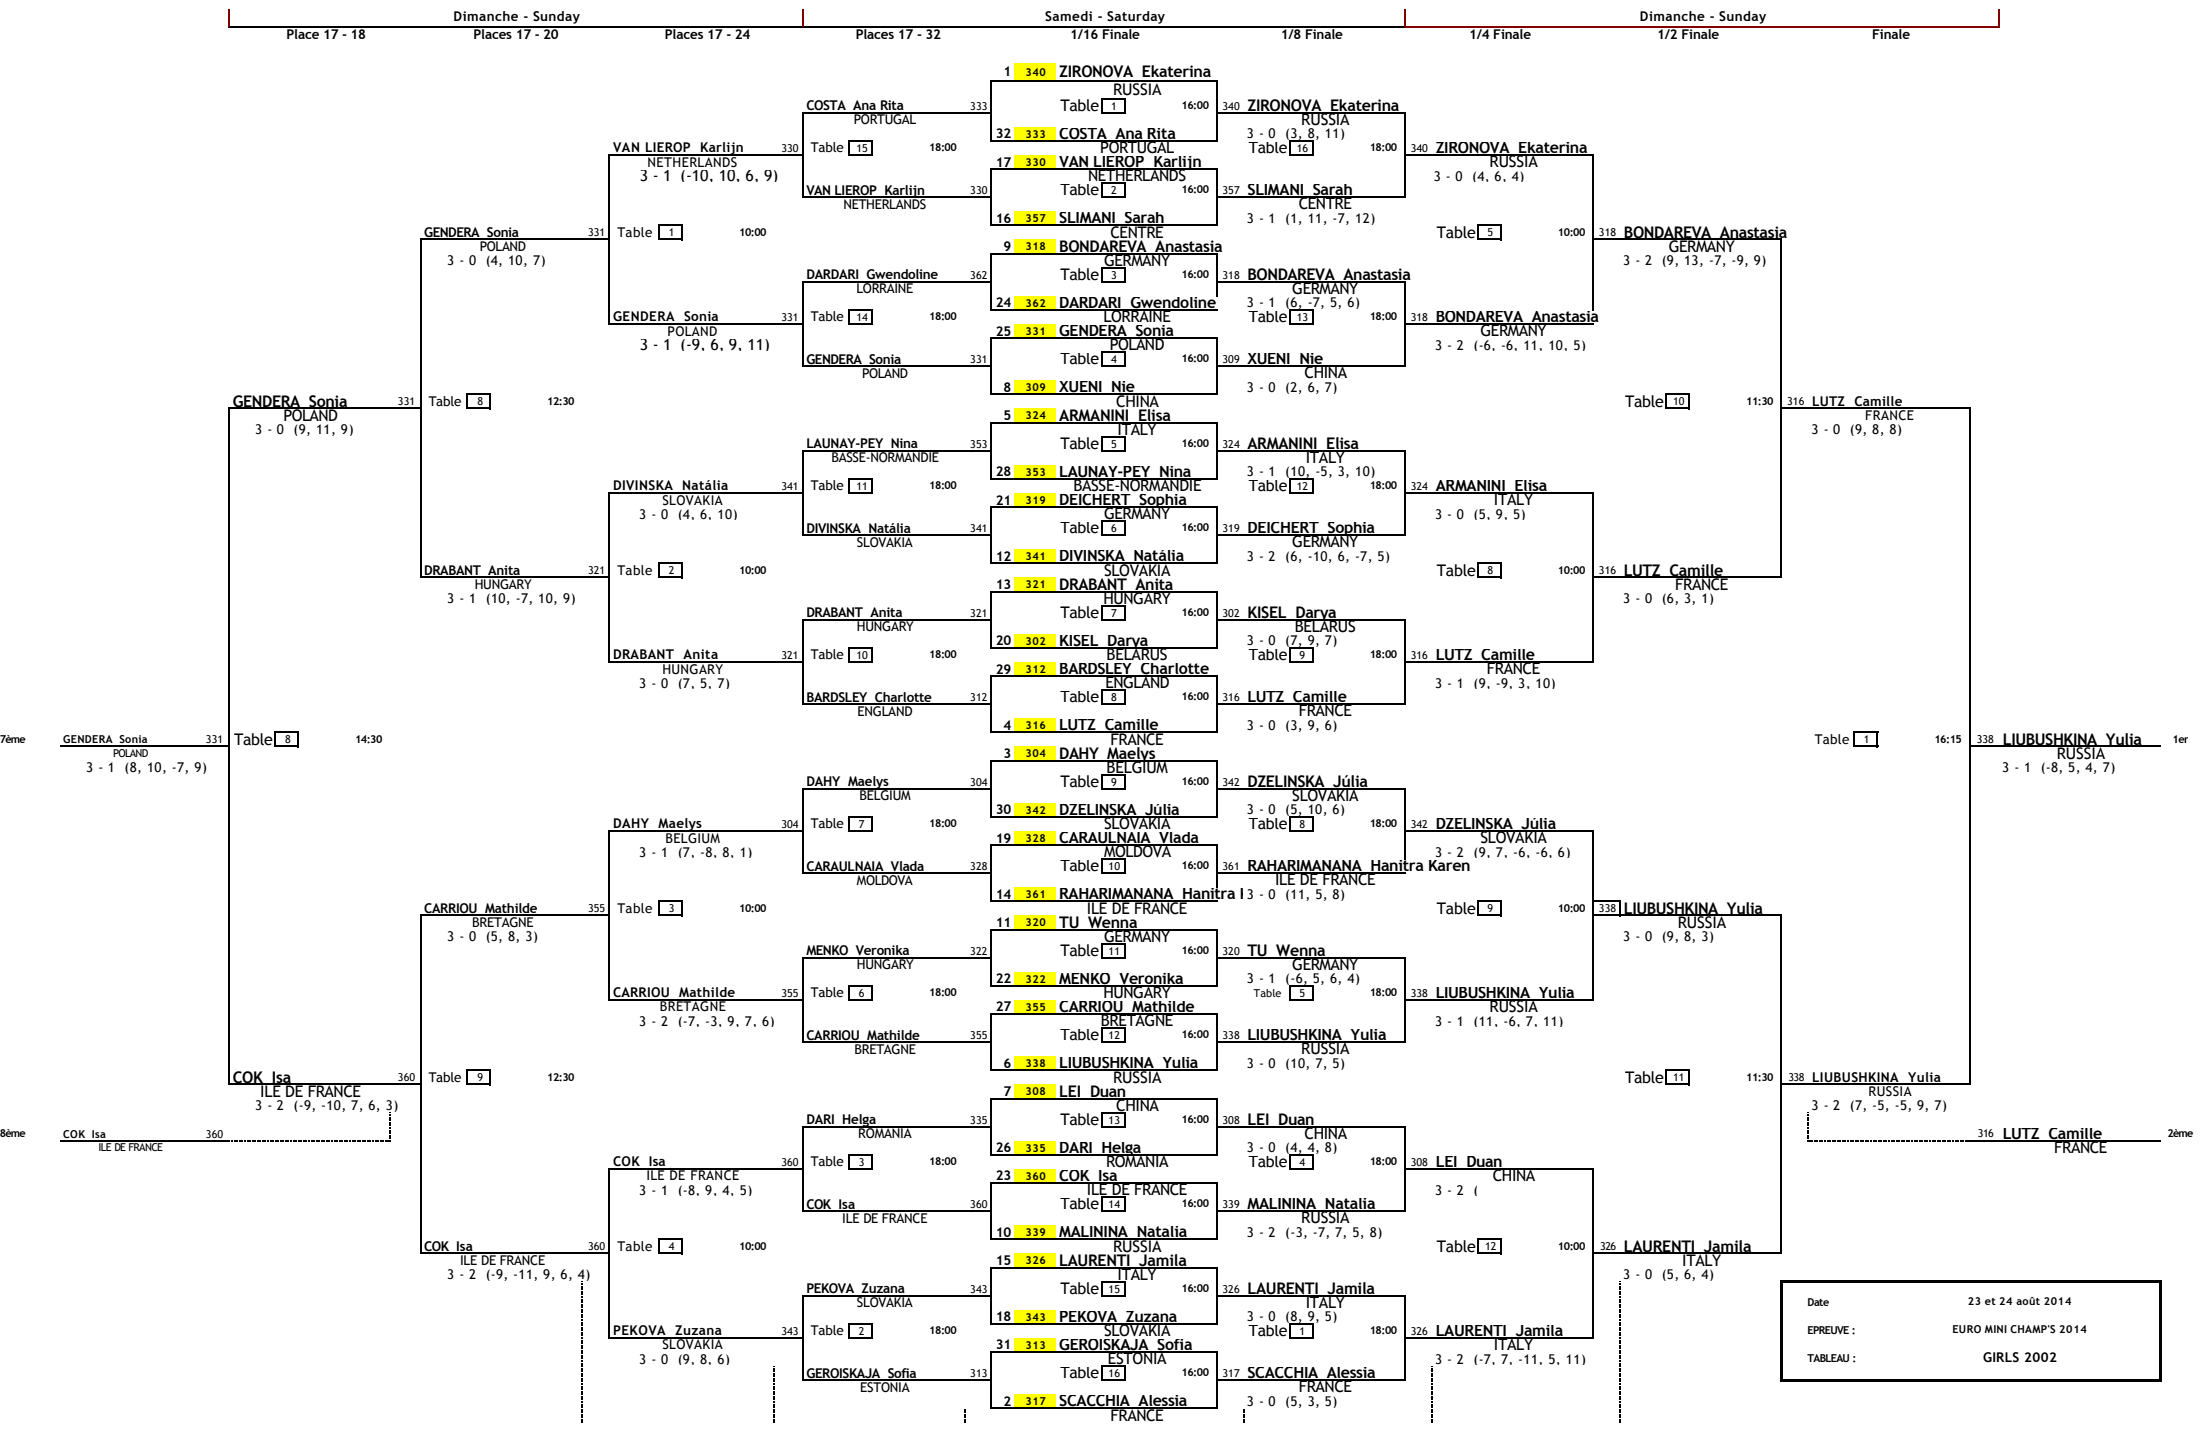 Dimanche - Sunday
Samedi - Saturday
Dimanche - Sunday
Place 17 - 18
Places 17 - 20
Places 17 - 24
Places 17 - 32
1/16 Finale
1/8 Finale
1/4 Finale
1/2 Finale
Finale
7ème GENDERA Sonia 331
POLAND
3 - 1 (8, 10, -7, 9)
8ème COK Isa 360
ILE DE FRANCE
GENDERA Sonia 331
POLAND
3 - 0 (9, 11, 9)
Table 8 14:30
COK Isa 360
ILE DE FRANCE
3 - 2 (-9, -10, 7, 6, 3)
GENDERA Sonia 331
POLAND
3 - 0 (4, 10, 7)
Table 8 12:30
DRABANT Anita 321
HUNGARY
3 - 1 (10, -7, 10, 9)
CARRIOU Mathilde 355
BRETAGNE
3 - 0 (5, 8, 3)
Table 9 12:30
COK Isa 360
ILE DE FRANCE
3 - 2 (-9, -11, 9, 6, 4)
VAN LIEROP Karlijn 330
NETHERLANDS
3 - 1 (-10, 10, 6, 9)
Table 1 10:00
GENDERA Sonia 331
POLAND
3 - 1 (-9, 6, 9, 11)
DIVINSKA Natália 341
SLOVAKIA
3 - 0 (4, 6, 10)
Table 2 10:00
DRABANT Anita 321
HUNGARY
3 - 0 (7, 5, 7)
DAHY Maelys 304
BELGIUM
3 - 1 (7, -8, 8, 1)
Table 3 10:00
CARRIOU Mathilde 355
BRETAGNE
3 - 2 (-7, -3, 9, 7, 6)
COK Isa 360
ILE DE FRANCE
3 - 1 (-8, 9, 4, 5)
Table 4 10:00
PEKOVA Zuzana 343
SLOVAKIA
3 - 0 (9, 8, 6)
COSTA Ana Rita 333
PORTUGAL
Table 15 18:00
VAN LIEROP Karlijn 330
NETHERLANDS
DARDARI Gwendoline 362
LORRAINE
Table 14 18:00
GENDERA Sonia 331
POLAND
LAUNAY-PEY Nina 353
BASSE-NORMANDIE
Table 11 18:00
DIVINSKA Natália 341
SLOVAKIA
DRABANT Anita 321
HUNGARY
Table 10 18:00
BARDSLEY Charlotte 312
ENGLAND
DAHY Maelys 304
BELGIUM
Table 7 18:00
CARAULNAIA Vlada 328
MOLDOVA
MENKO Veronika 322
HUNGARY
Table 6 18:00
CARRIOU Mathilde 355
BRETAGNE
DARI Helga 335
ROMANIA
Table 3 18:00
COK Isa 360
ILE DE FRANCE
PEKOVA Zuzana 343
SLOVAKIA
Table 2 18:00
GEROISKAJA Sofia 313
ESTONIA
1 340 ZIRONOVA Ekaterina
RUSSIA
Table 1 16:00
32 333 COSTA Ana Rita
PORTUGAL
17 330 VAN LIEROP Karlijn
NETHERLANDS
Table 2 16:00
16 357 SLIMANI Sarah
CENTRE
9 318 BONDAREVA Anastasia
GERMANY
Table 3 16:00
24 362 DARDARI Gwendoline
LORRAINE
25 331 GENDERA Sonia
POLAND
Table 4 16:00
8 309 XUENI Nie
CHINA
5 324 ARMANINI Elisa
ITALY
Table 5 16:00
28 353 LAUNAY-PEY Nina
BASSE-NORMANDIE
21 319 DEICHERT Sophia
GERMANY
Table 6 16:00
12 341 DIVINSKA Natália
SLOVAKIA
13 321 DRABANT Anita
HUNGARY
Table 7 16:00
20 302 KISEL Darya
BELARUS
29 312 BARDSLEY Charlotte
ENGLAND
Table 8 16:00
4 316 LUTZ Camille
FRANCE
3 304 DAHY Maelys
BELGIUM
Table 9 16:00
30 342 DZELINSKA Júlia
SLOVAKIA
19 328 CARAULNAIA Vlada
MOLDOVA
Table 10 16:00
14 361 RAHARIMANANA Hanitra
ILE DE FRANCE
11 320 TU Wenna
GERMANY
Table 11 16:00
22 322 MENKO Veronika
HUNGARY
27 355 CARRIOU Mathilde
BRETAGNE
Table 12 16:00
6 338 LIUBUSHKINA Yulia
RUSSIA
7 308 LEI Duan
CHINA
Table 13 16:00
26 335 DARI Helga
ROMANIA
23 360 COK Isa
ILE DE FRANCE
Table 14 16:00
10 339 MALININA Natalia
RUSSIA
15 326 LAURENTI Jamila
ITALY
Table 15 16:00
18 343 PEKOVA Zuzana
SLOVAKIA
31 313 GEROISKAJA Sofia
ESTONIA
Table 16 16:00
2 317 SCACCHIA Alessia
FRANCE
340 ZIRONOVA Ekaterina
RUSSIA
3 - 0 (3, 8, 11)
Table 16 18:00
357 SLIMANI Sarah
CENTRE
3 - 1 (1, 11, -7, 12)
318 BONDAREVA Anastasia
GERMANY
3 - 1 (6, -7, 5, 6)
Table 13 18:00
309 XUENI Nie
CHINA
3 - 0 (2, 6, 7)
324 ARMANINI Elisa
ITALY
3 - 1 (10, -5, 3, 10)
Table 12 18:00
319 DEICHERT Sophia
GERMANY
3 - 2 (6, -10, 6, -7, 5)
302 KISEL Darya
BELARUS
3 - 0 (7, 9, 7)
Table 9 18:00
316 LUTZ Camille
FRANCE
3 - 0 (3, 9, 6)
342 DZELINSKA Júlia
SLOVAKIA
3 - 0 (5, 10, 6)
Table 8 18:00
361 RAHARIMANANA Hanitra Karen
ILE DE FRANCE
3 - 0 (11, 5, 8)
320 TU Wenna
GERMANY
3 - 1 (-6, 5, 6, 4)
Table 5 18:00
338 LIUBUSHKINA Yulia
RUSSIA
3 - 0 (10, 7, 5)
308 LEI Duan
CHINA
3 - 0 (4, 4, 8)
Table 4 18:00
339 MALININA Natalia
RUSSIA
3 - 2 (-3, -7, 7, 5, 8)
326 LAURENTI Jamila
ITALY
3 - 0 (8, 9, 5)
Table 1 18:00
317 SCACCHIA Alessia
FRANCE
3 - 0 (5, 3, 5)
340 ZIRONOVA Ekaterina
RUSSIA
3 - 0 (4, 6, 4)
Table 5 10:00
318 BONDAREVA Anastasia
GERMANY
3 - 2 (-6, -6, 11, 10, 5)
324 ARMANINI Elisa
ITALY
3 - 0 (5, 9, 5)
Table 8 10:00
316 LUTZ Camille
FRANCE
3 - 1 (9, -9, 3, 10)
342 DZELINSKA Júlia
SLOVAKIA
3 - 2 (9, 7, -6, -6, 6)
Table 9 10:00
338 LIUBUSHKINA Yulia
RUSSIA
3 - 1 (11, -6, 7, 11)
308 LEI Duan
CHINA
3 - 2 (
Table 12 10:00
326 LAURENTI Jamila
ITALY
3 - 2 (-7, 7, -11, 5, 11)
318 BONDAREVA Anastasia
GERMANY
3 - 2 (9, 13, -7, -9, 9)
Table 10 11:30
316 LUTZ Camille
FRANCE
3 - 0 (6, 3, 1)
338 LIUBUSHKINA Yulia
RUSSIA
3 - 0 (9, 8, 3)
Table 11 11:30
326 LAURENTI Jamila
ITALY
3 - 0 (5, 6, 4)
316 LUTZ Camille
FRANCE
3 - 0 (9, 8, 8)
Table 1 16:15
338 LIUBUSHKINA Yulia
RUSSIA
3 - 2 (7, -5, -5, 9, 7)
338 LIUBUSHKINA Yulia 1er
RUSSIA
3 - 1 (-8, 5, 4, 7)
316 LUTZ Camille 2ème
FRANCE
Date 23 et 24 août 2014
EPREUVE : EURO MINI CHAMP'S 2014
TABLEAU : GIRLS 2002